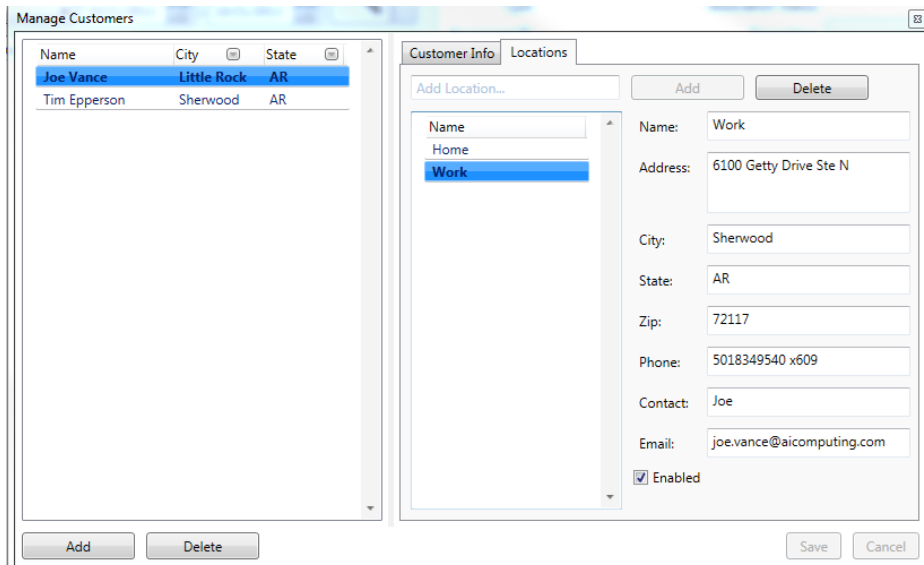 Manage Customers
Name City State
Joe Vance Little Rock AR
Tim Epperson Sherwood AR
Add Delete
Customer Info Locations
Add Location... Add Delete
Name
Home
Work
Name: Work
Address: 6100 Getty Drive Ste N
City: Sherwood
State: AR
Zip: 72117
Phone: 5018349540 x609
Contact: Joe
Email: joe.vance@aicomputing.com
Enabled
Save Cancel